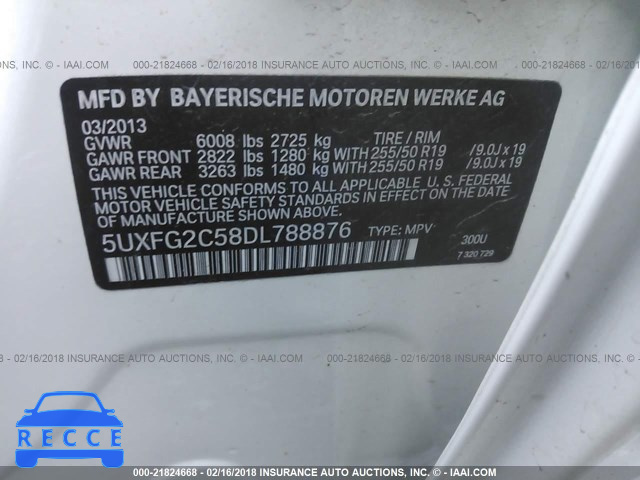 000-21824668 - 02/16/2018 INSURANCE AUTO AUCTIONS, INC. - © IAAI.COM
MFD BY BAYERISCHE MOTOREN WERKE AG
03/2013
GVWR 6008 lbs 2725 kg TIRE / RIM
GAWR FRONT 2822 lbs 1280 kg WITH 255/50 R19 / 9.0J x 19
GAWR REAR 3263 lbs 1480 kg WITH 255/50 R19 / 9.0J x 19
THIS VEHICLE CONFORMS TO ALL APPLICABLE U. S. FEDERAL
MOTOR VEHICLE SAFETY STANDARDS IN EFFECT ON THE DATE
OF MANUFACTURE SHOWN ABOVE.
5UXFG2C58DL788876 TYPE: MPV 300U
7 320 729
000-21824668 - 02/16/2018 INSURANCE AUTO AUCTIONS, INC. - © IAAI.COM
RECCE
000-21824668 - 02/16/2018 INSURANCE AUTO AUCTIONS, INC. - © IAAI.COM